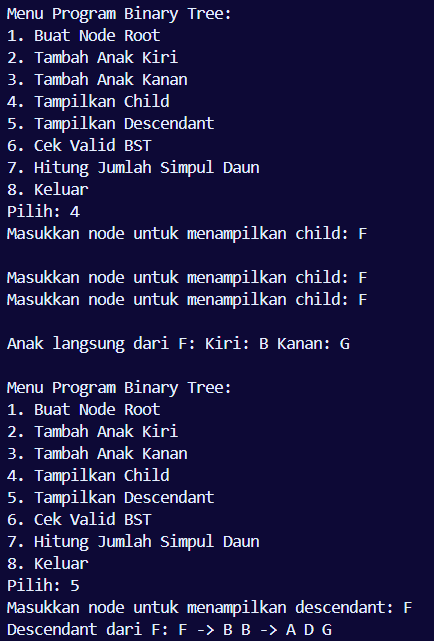 Menu Program Binary Tree:
1. Buat Node Root
2. Tambah Anak Kiri
3. Tambah Anak Kanan
4. Tampilkan Child
5. Tampilkan Descendant
6. Cek Valid BST
7. Hitung Jumlah Simpul Daun
8. Keluar
Pilih: 4
Masukkan node untuk menampilkan child: F
Masukkan node untuk menampilkan child: F
Masukkan node untuk menampilkan child: F
Anak langsung dari F: Kiri: B Kanan: G
Menu Program Binary Tree:
1. Buat Node Root
2. Tambah Anak Kiri
3. Tambah Anak Kanan
4. Tampilkan Child
5. Tampilkan Descendant
6. Cek Valid BST
7. Hitung Jumlah Simpul Daun
8. Keluar
Pilih: 5
Masukkan node untuk menampilkan descendant: F
Descendant dari F: F -> B B -> A D G